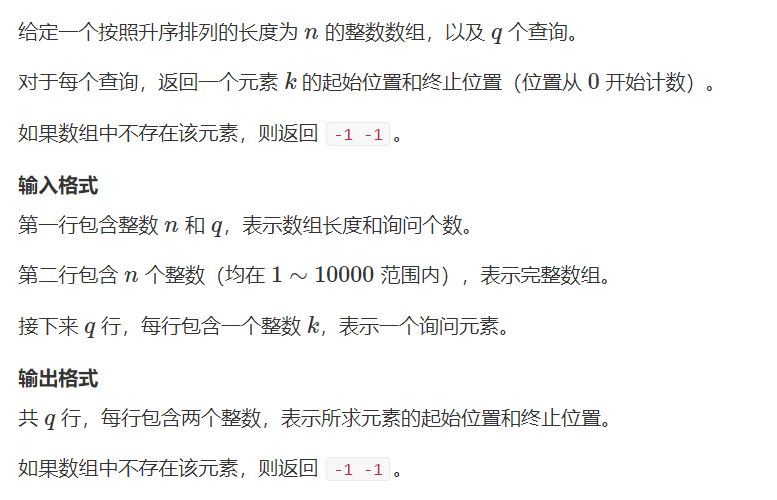 给定一个按照升序排列的长度为 n 的整数数组，以及 q 个查询。
对于每个查询，返回一个元素 k 的起始位置和终止位置（位置从 0 开始计数）。
如果数组中不存在该元素，则返回 -1 -1 。
输入格式
第一行包含整数 n 和 q，表示数组长度和询问个数。
第二行包含 n 个整数（均在 1 ∼ 10000 范围内），表示完整数组。
接下来 q 行，每行包含一个整数 k，表示一个询问元素。
输出格式
共 q 行，每行包含两个整数，表示所求元素的起始位置和终止位置。
如果数组中不存在该元素，则返回 -1 -1 。